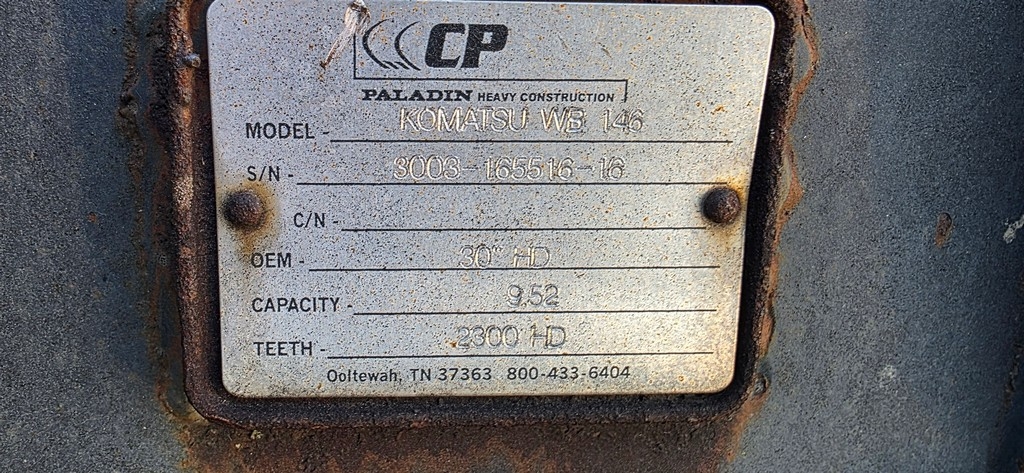 CP
PALADIN HEAVY CONSTRUCTION
MODEL - KOMATSU WB 146
S/N - 3003-165516-16
C/N -
OEM - 30" HD
CAPACITY - 9.52
TEETH - 2300 HD
Ooltewah, TN 37363 800-433-6404